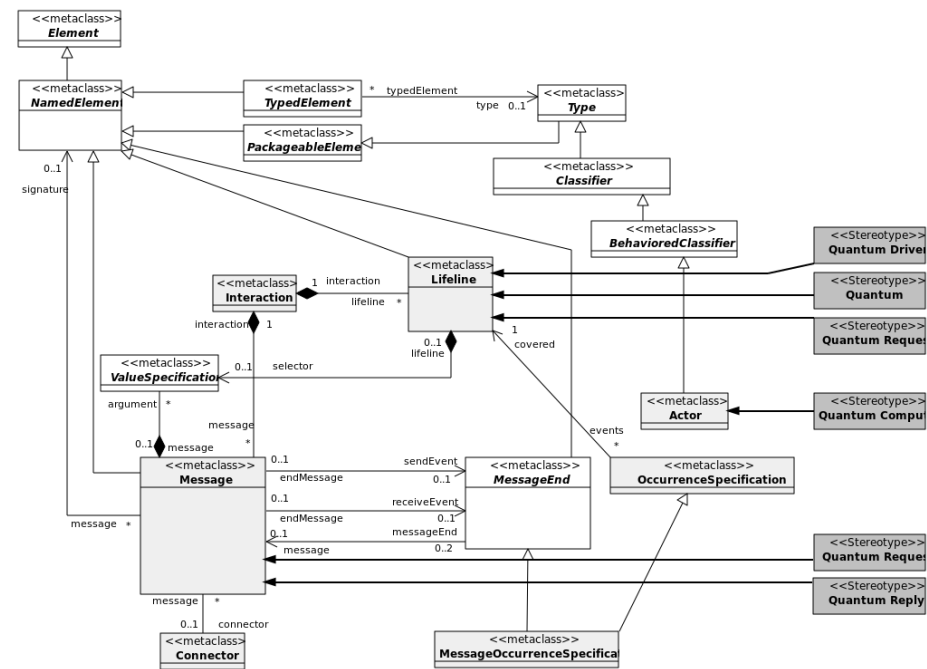 <<metaclass>>
Element
<<metaclass>>
NamedElement
<<metaclass>>
TypedElement
* typedElement
type 0..1
<<metaclass>
Type
<<metaclass>>
PackageableEleme
<<metaclass>>
Classifier
0..1
signature
<<metaclass>>
BehavioredClassifier
<<Stereotype>>
Quantum Driver
<<metaclass>
Lifeline
<<metaclass>
Interaction
1 interaction
lifeline *
<<Stereotype>>
Quantum
interaction 1
<<Stereotype>>
Quantum Reques
0..1
lifeline
1
covered
<<metaclass>>
ValueSpecification
0..1 selector
argument *
<<metaclass>
Actor
<<Stereotype>>
Quantum Comput
message
*
events
*
0..1 message
<<metaclass>>
Message
0..1
endMessage
sendEvent
0..1
<<metaclass>>
MessageEnd
<<metaclass>>
OccurrenceSpecification
0..1
endMessage
receiveEvent
0..1
message *
0..1
message
messageEnd
0..2
<<Stereotype>>
Quantum Reques
<<Stereotype>>
Quantum Reply
message *
0..1 connector
<<metaclass>
Connector
<<metaclass>>
MessageOccurrenceSpecificat